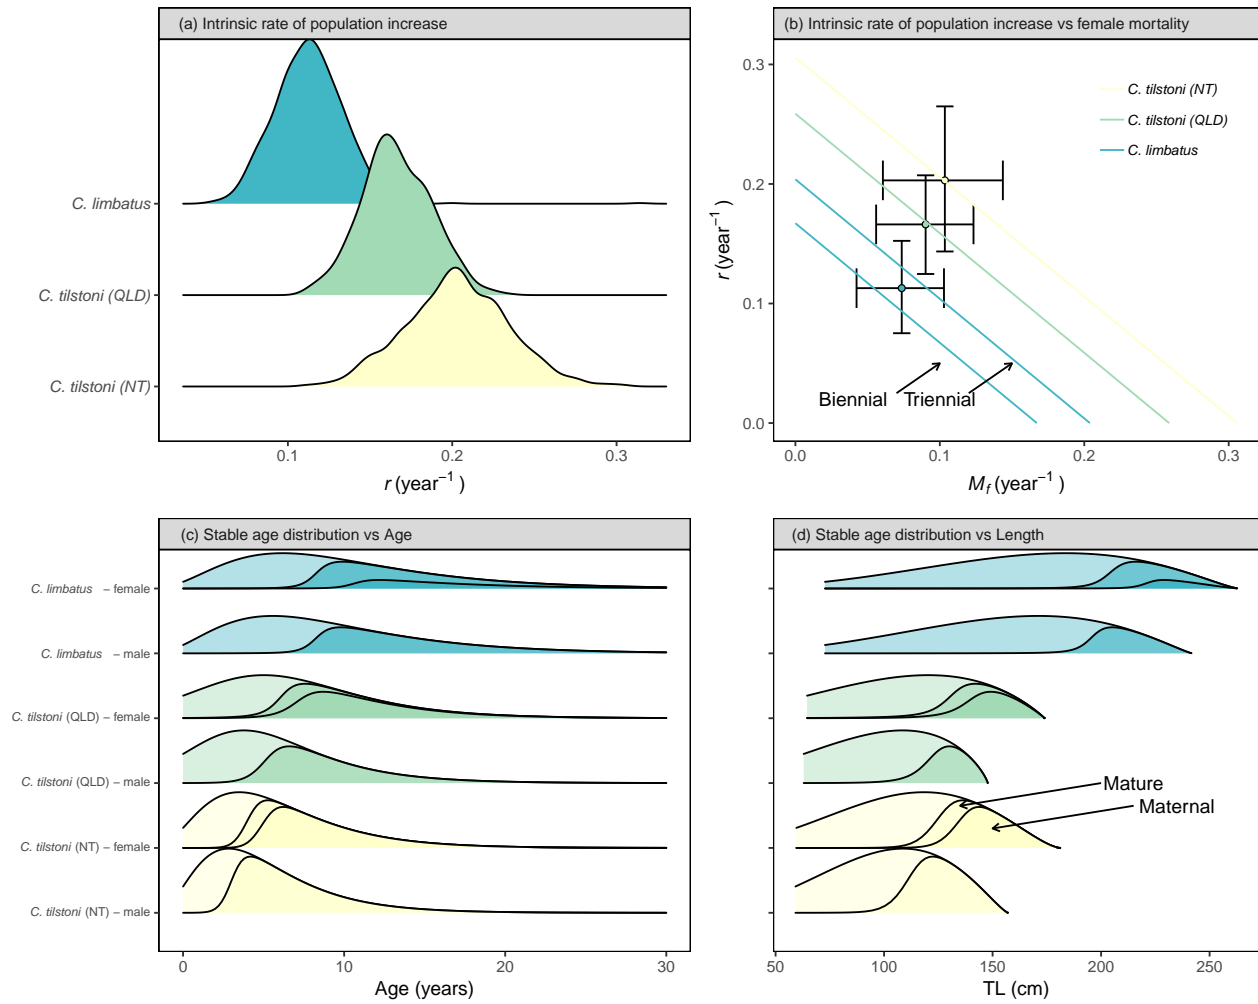 (a) Intrinsic rate of population increase
C. limbatus
C. tilstoni (QLD)
C. tilstoni (NT)
0.1 0.2 0.3
r (year⁻¹)
(b) Intrinsic rate of population increase vs female mortality
0.3
0.2
0.1
0.0
r (year⁻¹)
C. tilstoni (NT)
C. tilstoni (QLD)
C. limbatus
Biennial Triennial
0.0 0.1 0.2 0.3
M_f (year⁻¹)
(c) Stable age distribution vs Age
C. limbatus – female
C. limbatus – male
C. tilstoni (QLD) – female
C. tilstoni (QLD) – male
C. tilstoni (NT) – female
C. tilstoni (NT) – male
0 10 20 30
Age (years)
(d) Stable age distribution vs Length
Mature
Maternal
50 100 150 200 250
TL (cm)